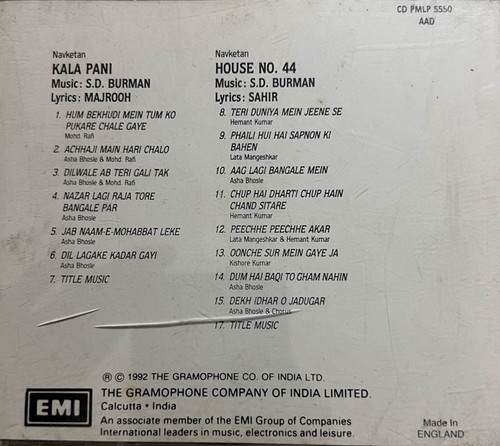 CD PMLP 5550
AAD
Navketan
KALA PANI
Music: S.D. BURMAN
Lyrics: MAJROOH
1. HUM BEKHUDI MEIN TUM KO
PUKARE CHALE GAYE
Mohd. Rafi
2. ACHHAJI MAIN HARI CHALO
Asha Bhosle & Mohd. Rafi
3. DILWALE AB TERI GALI TAK
Asha Bhosle & Mohd. Rafi
4. NAZAR LAGI RAJA TORE
BANGALE PAR
Asha Bhosle
5. JAB NAAM-E-MOHABBAT LEKE
Asha Bhosle
6. DIL LAGAKE KADAR GAYI
Asha Bhosle
7. TITLE MUSIC
Navketan
HOUSE NO. 44
Music: S.D. BURMAN
Lyrics: SAHIR
8. TERI DUNIYA MEIN JEENE SE
Hemant Kumar
9. PHAILI HUI HAI SAPNON KI
BAHEN
Lata Mangeshkar
10. AAG LAGI BANGALE MEIN
Asha Bhosle
11. CHUP HAI DHARTI CHUP HAIN
CHAND SITARE
Hemant Kumar
12. PEECHHE PEECHHE AKAR
Lata Mangeshkar & Hemant Kumar
13. OONCHE SUR MEIN GAYE JA
Kishore Kumar
14. DUM HAI BAQI TO GHAM NAHIN
Asha Bhosle
15. DEKH IDHAR O JADUGAR
Asha Bhosle & Chorus
17. TITLE MUSIC
℗ © 1992 THE GRAMOPHONE CO. OF INDIA LTD.
THE GRAMOPHONE COMPANY OF INDIA LIMITED.
Calcutta • India
An associate member of the EMI Group of Companies
International leaders in music, electronics and leisure.
EMI
Made in
ENGLAND